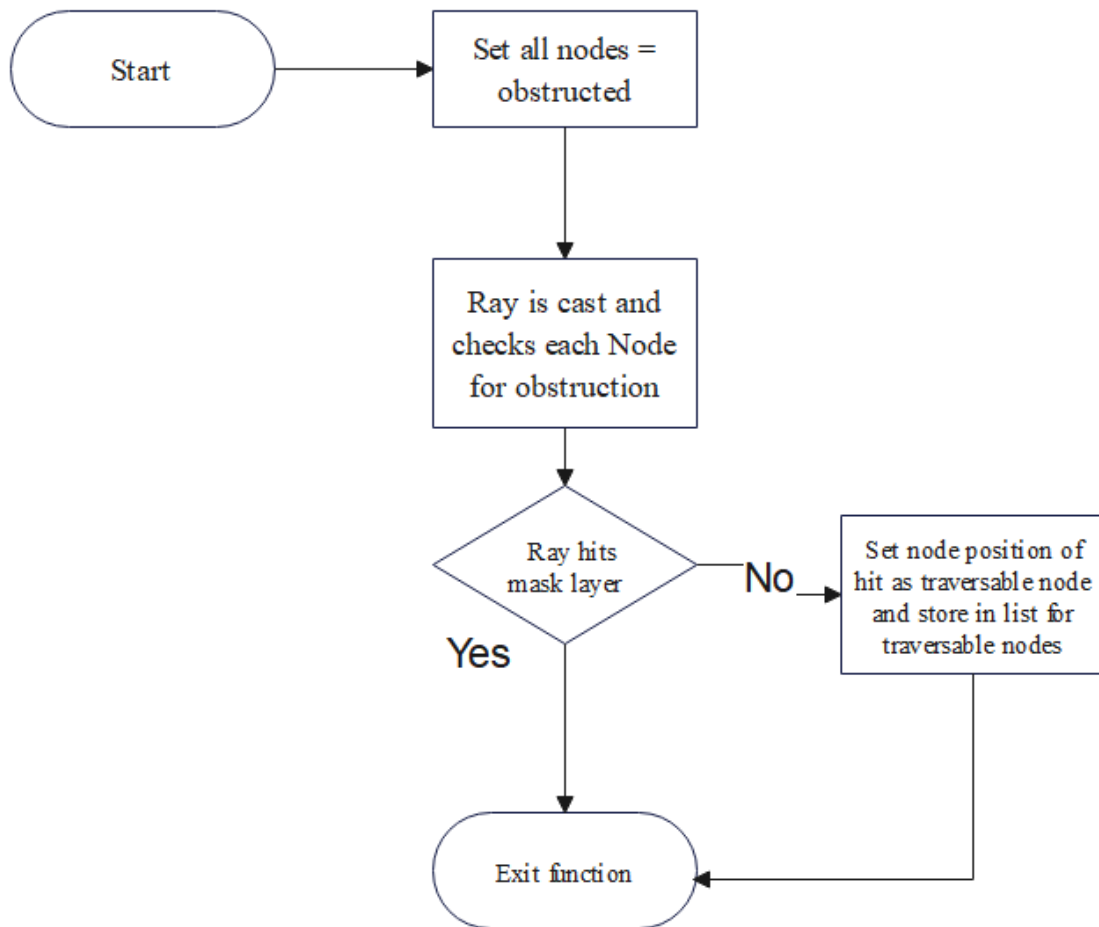 Start
Set all nodes =
obstructed
Ray is cast and
checks each Node
for obstruction
Ray hits
mask layer
No
Set node position of
hit as traversable node
and store in list for
traversable nodes
Yes
Exit function